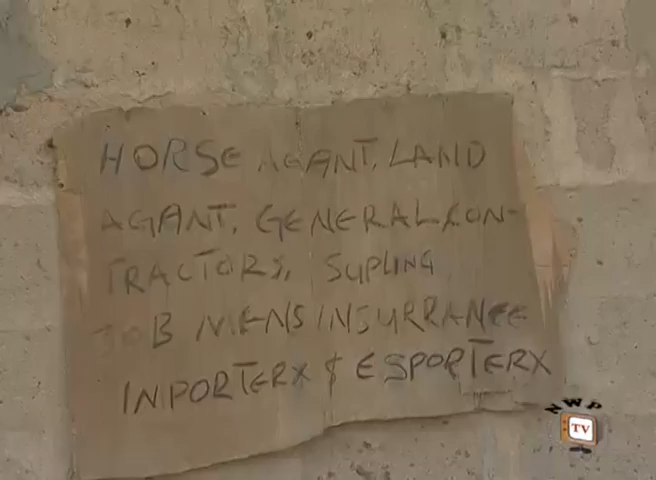 HORSE AGANT, LAND
AGANT, GENERAL CON-
TRACTORS, SUPLING
JOB MENS INSURRANCE
INPORTERX & ESPORTERX
NWP
TV